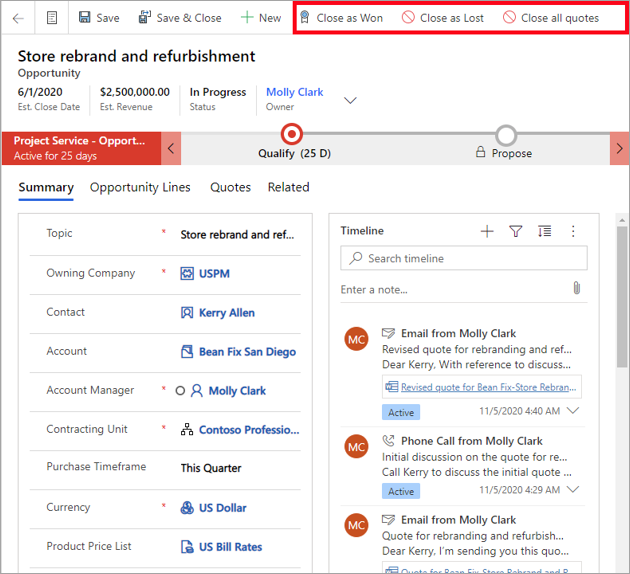 Save Save & Close New Close as Won Close as Lost Close all quotes
Store rebrand and refurbishment
Opportunity
6/1/2020 $2,500,000.00 In Progress Molly Clark
Est. Close Date Est. Revenue Status Owner
Project Service - Opport...
Active for 25 days
Qualify (25 D) Propose
Summary Opportunity Lines Quotes Related
Topic * Store rebrand and ref...
Owning Company * USPM
Contact Kerry Allen
Account Bean Fix San Diego
Account Manager * Molly Clark
Contracting Unit * Contoso Professio...
Purchase Timeframe This Quarter
Currency * US Dollar
Product Price List US Bill Rates
Timeline
Search timeline
Enter a note...
MC
Email from Molly Clark
Revised quote for rebranding and ref...
Dear Kerry, With reference to discuss...
Revised quote for Bean Fix-Store Rebran...
Active 11/5/2020 4:40 AM
MC
Phone Call from Molly Clark
Initial discussion on the quote for re...
Call Kerry to discuss the initial quote ...
Active 11/5/2020 4:29 AM
MC
Email from Molly Clark
Quote for rebranding and refurbish...
Dear Kerry, I'm sending you this quo...
Quote for Bean Fix-Store Rebrand and R...